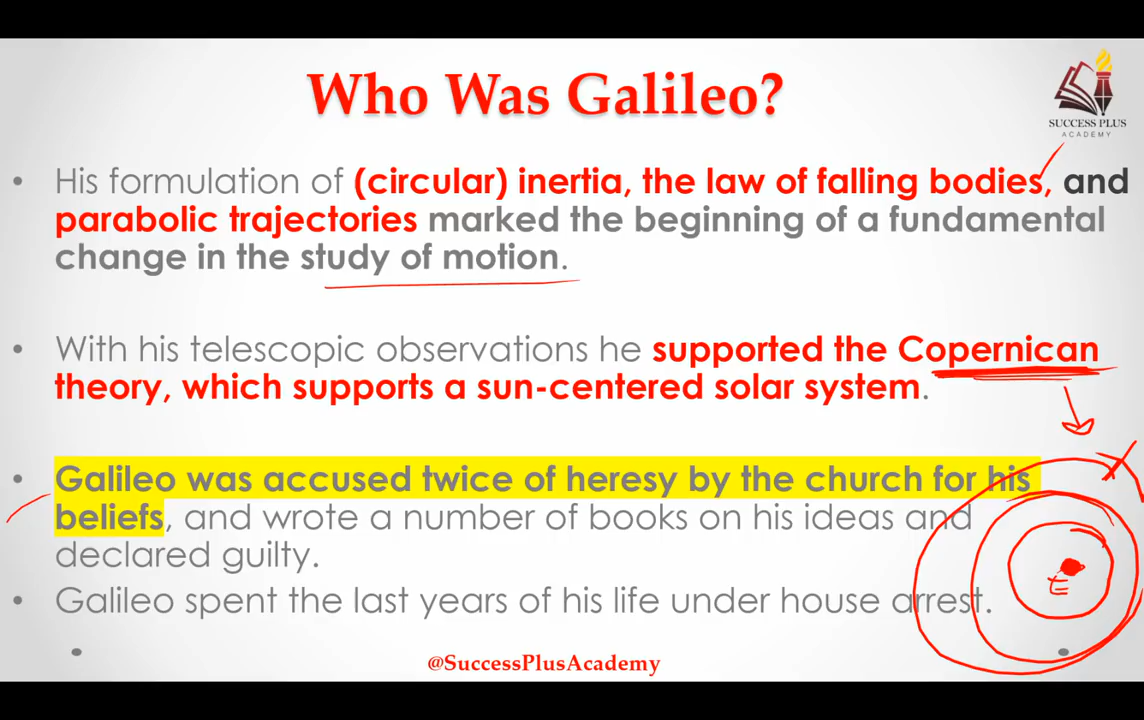 Who Was Galileo?
SUCCESS PLUS
ACADEMY
• His formulation of (circular) inertia, the law of falling bodies, and
parabolic trajectories marked the beginning of a fundamental
change in the study of motion.
• With his telescopic observations he supported the Copernican
theory, which supports a sun-centered solar system.
• Galileo was accused twice of heresy by the church for his
beliefs, and wrote a number of books on his ideas and
declared guilty.
• Galileo spent the last years of his life under house arrest.
E
@SuccessPlusAcademy